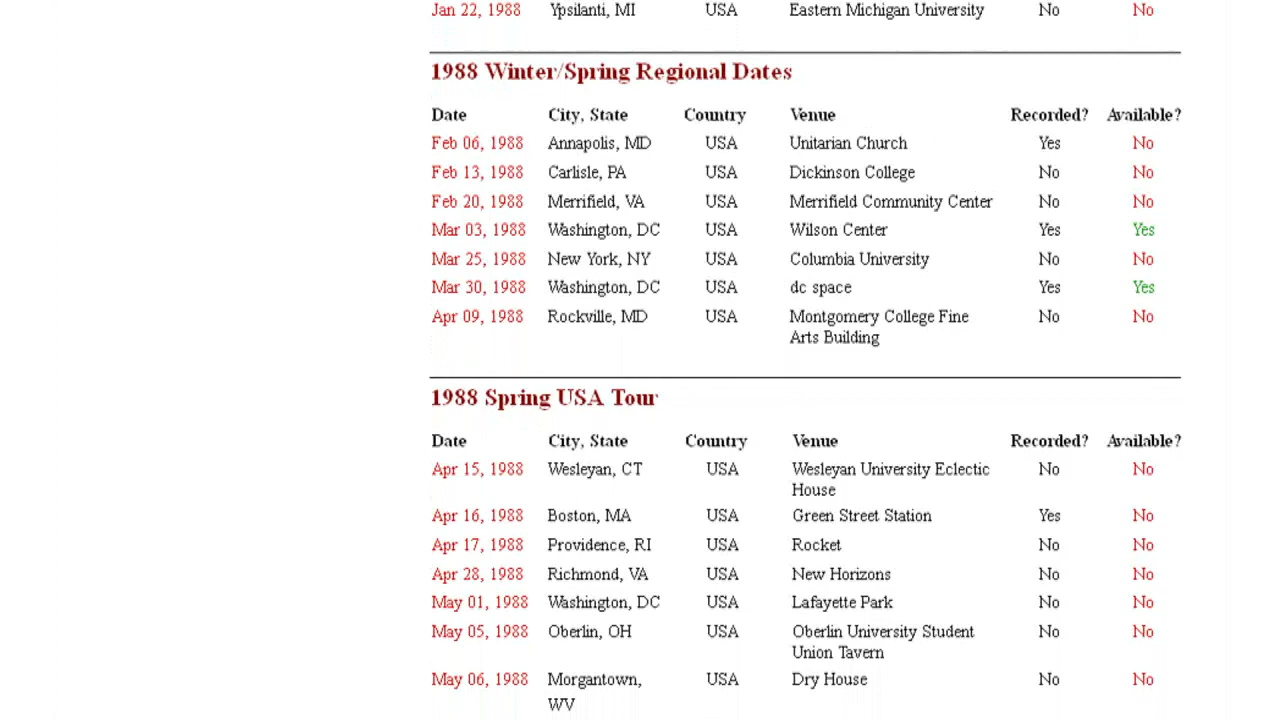 Jan 22, 1988 Ypsilanti, MI USA Eastern Michigan University No No
1988 Winter/Spring Regional Dates
Date City, State Country Venue Recorded? Available?
Feb 06, 1988 Annapolis, MD USA Unitarian Church Yes No
Feb 13, 1988 Carlisle, PA USA Dickinson College No No
Feb 20, 1988 Merrifield, VA USA Merrifield Community Center No No
Mar 03, 1988 Washington, DC USA Wilson Center Yes Yes
Mar 25, 1988 New York, NY USA Columbia University No No
Mar 30, 1988 Washington, DC USA dc space Yes Yes
Apr 09, 1988 Rockville, MD USA Montgomery College Fine No No
Arts Building
1988 Spring USA Tour
Date City, State Country Venue Recorded? Available?
Apr 15, 1988 Wesleyan, CT USA Wesleyan University Eclectic No No
House
Apr 16, 1988 Boston, MA USA Green Street Station Yes No
Apr 17, 1988 Providence, RI USA Rocket No No
Apr 28, 1988 Richmond, VA USA New Horizons No No
May 01, 1988 Washington, DC USA Lafayette Park No No
May 05, 1988 Oberlin, OH USA Oberlin University Student No No
Union Tavern
May 06, 1988 Morgantown, USA Dry House No No
WV